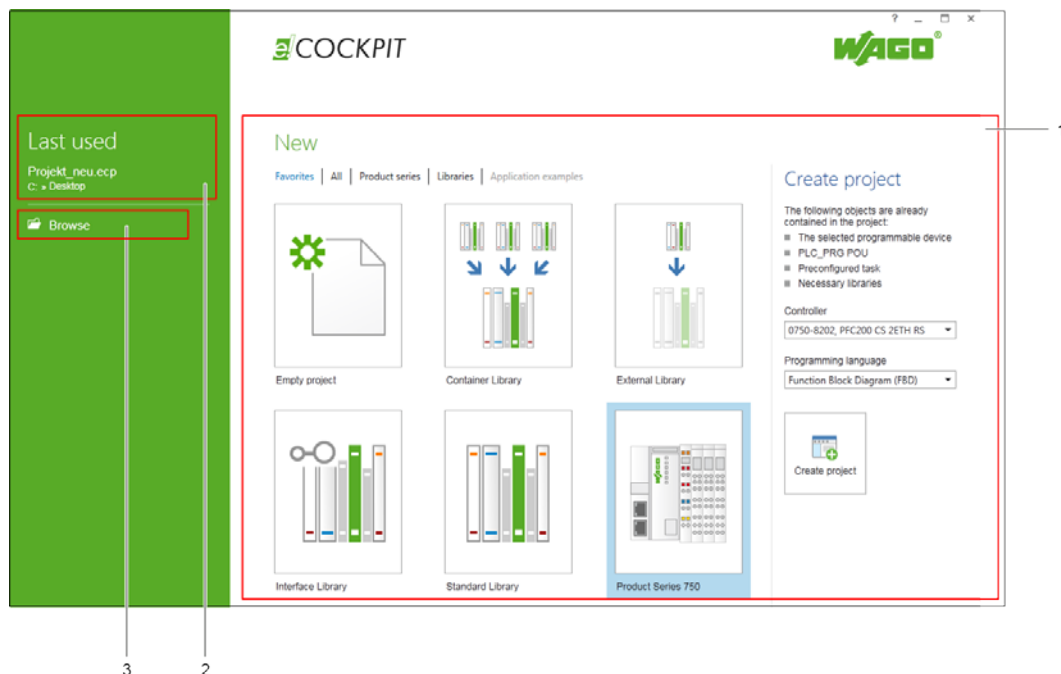 ? _ □ x
e!COCKPIT
WAGO®
1
Last used
Projekt_neu.ecp
C: » Desktop
Browse
3
2
New
Favorites | All | Product series | Libraries | Application examples
Empty project
Container Library
External Library
Interface Library
Standard Library
Product Series 750
Create project
The following objects are already
contained in the project:
The selected programmable device
PLC_PRG POU
Preconfigured task
Necessary libraries
Controller
0750-8202, PFC200 CS 2ETH RS
Programming language
Function Block Diagram (FBD)
Create project